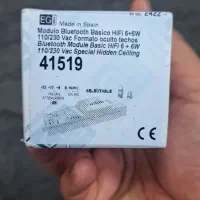 EGi
Made in Spain
2422
Modulo Bluetooth Basico HiFi 6+6W
110/230 Vac Formato oculto techos
Bluetooth Module Basic HiFi 6 + 6W
110/230 Vac Special Hidden Ceiling
41519
SELECTABLE
CE